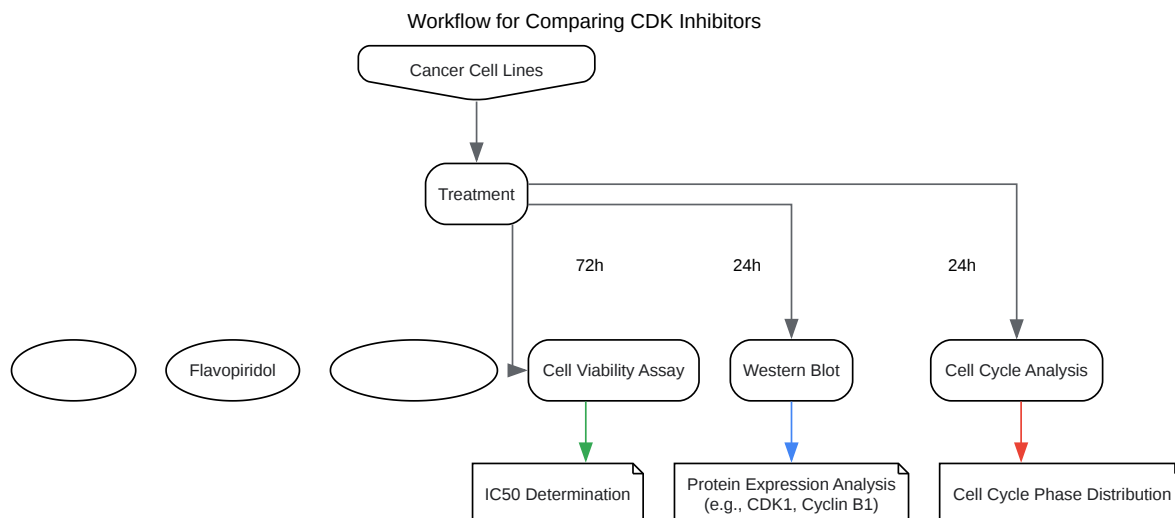 Workflow for Comparing CDK Inhibitors
Cancer Cell Lines
Treatment
72h
24h
24h
Flavopiridol
Cell Viability Assay
Western Blot
Cell Cycle Analysis
IC50 Determination
Protein Expression Analysis
(e.g., CDK1, Cyclin B1)
Cell Cycle Phase Distribution